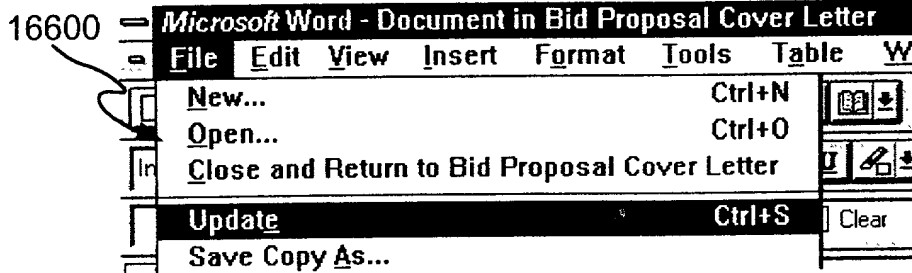 16600
Microsoft Word - Document in Bid Proposal Cover Letter
File Edit View Insert Format Tools Table W
New... Ctrl+N
Open... Ctrl+O
In
Close and Return to Bid Proposal Cover Letter
U
Update Ctrl+S
Clear
Save Copy As...